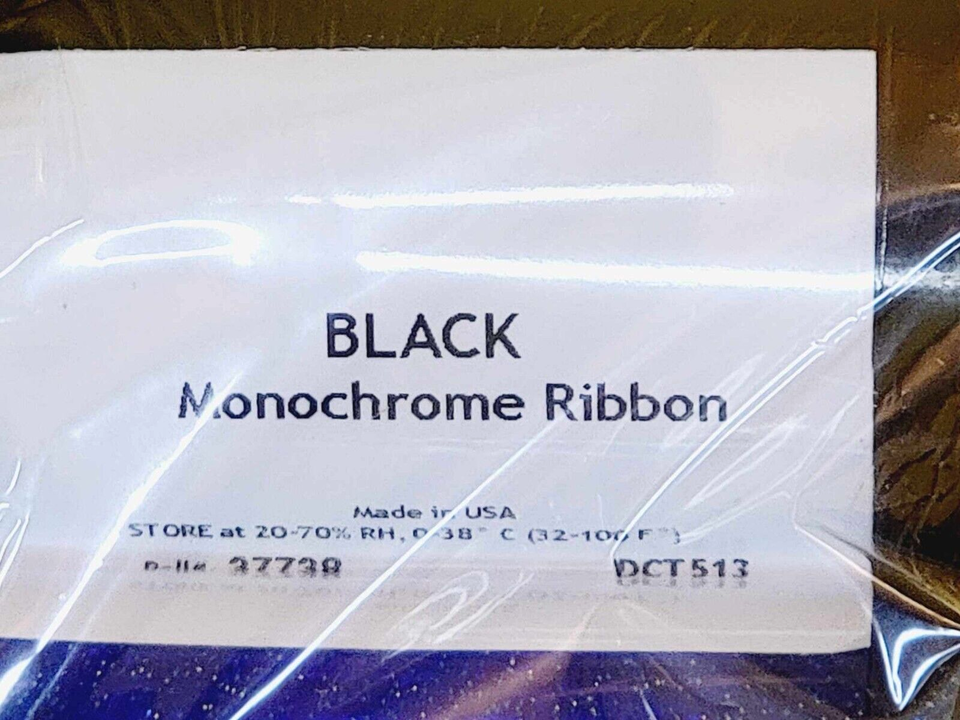 BLACK
Monochrome Ribbon
Made in USA
STORE at 20-70% RH, 0-38° C (32-100 F°)
37738 DCT513